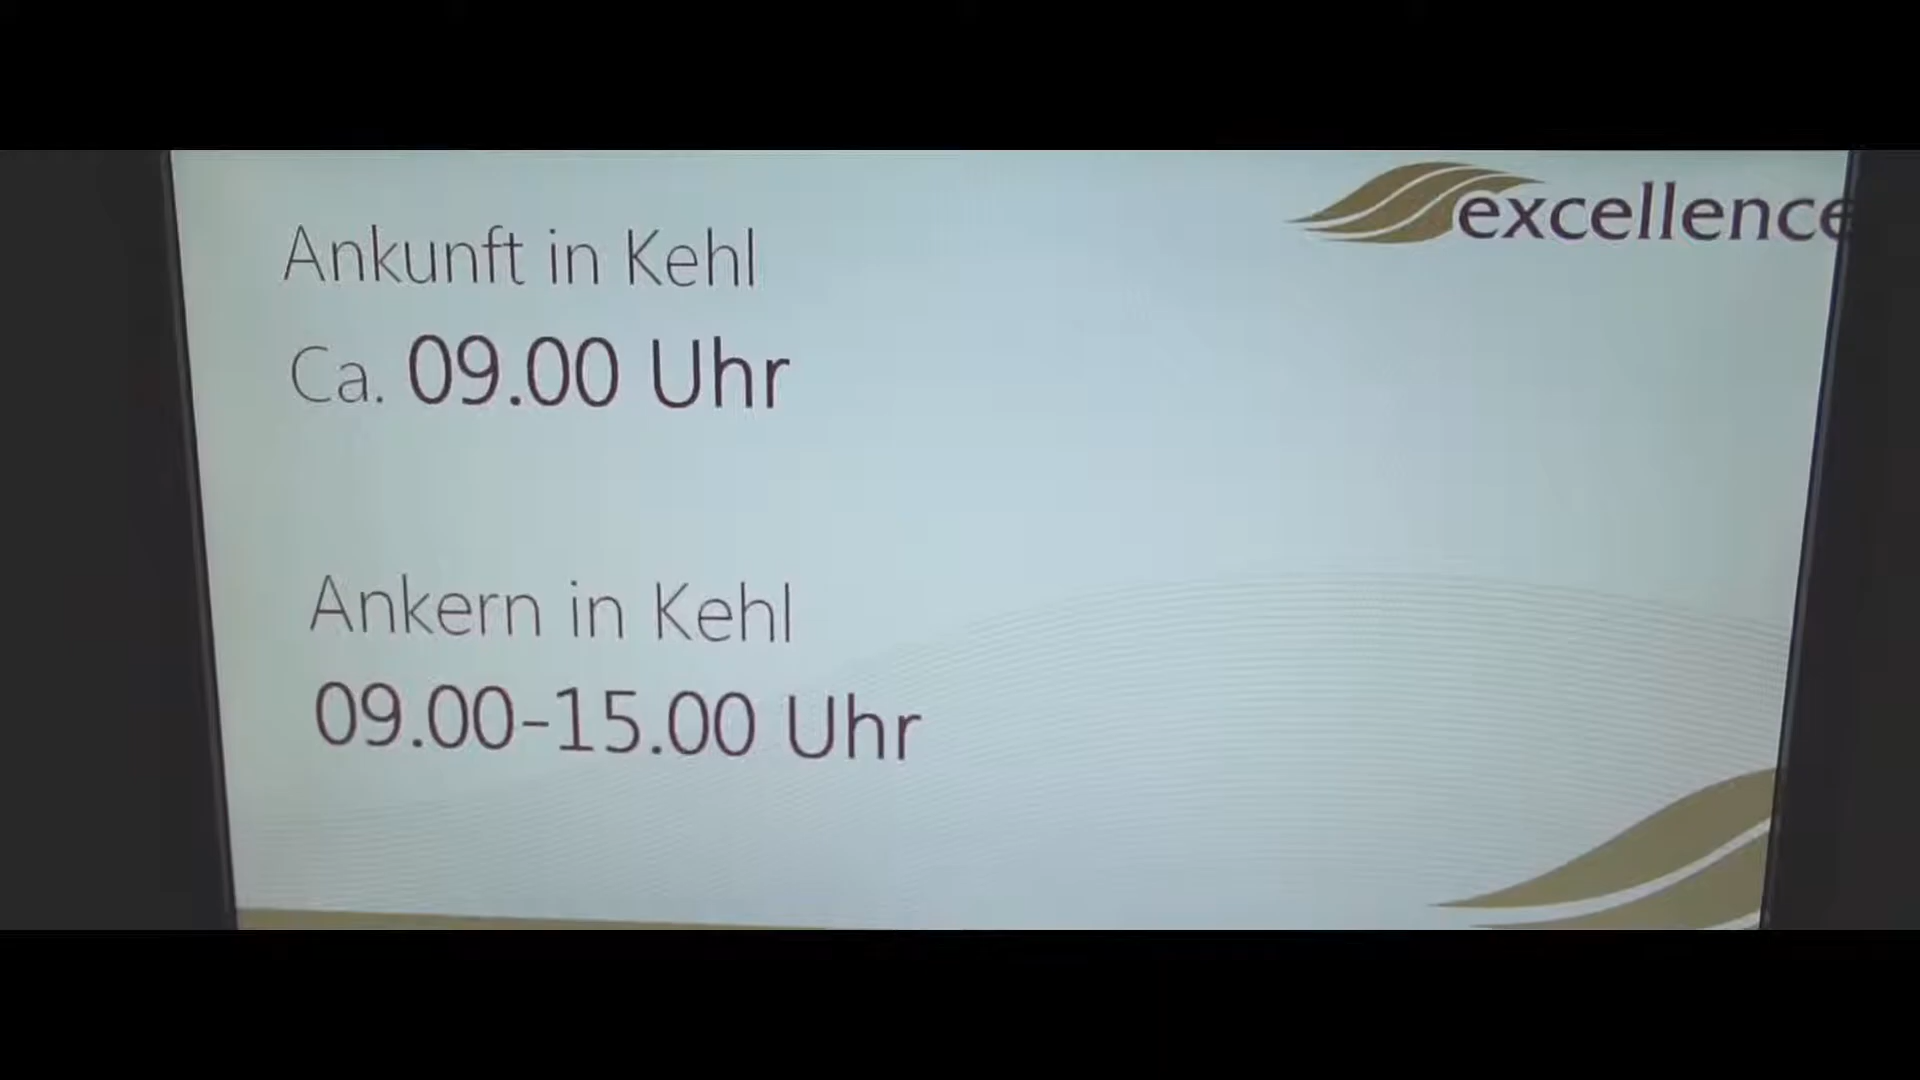 excellence
Ankunft in Kehl
Ca. 09.00 Uhr
Ankern in Kehl
09.00-15.00 Uhr